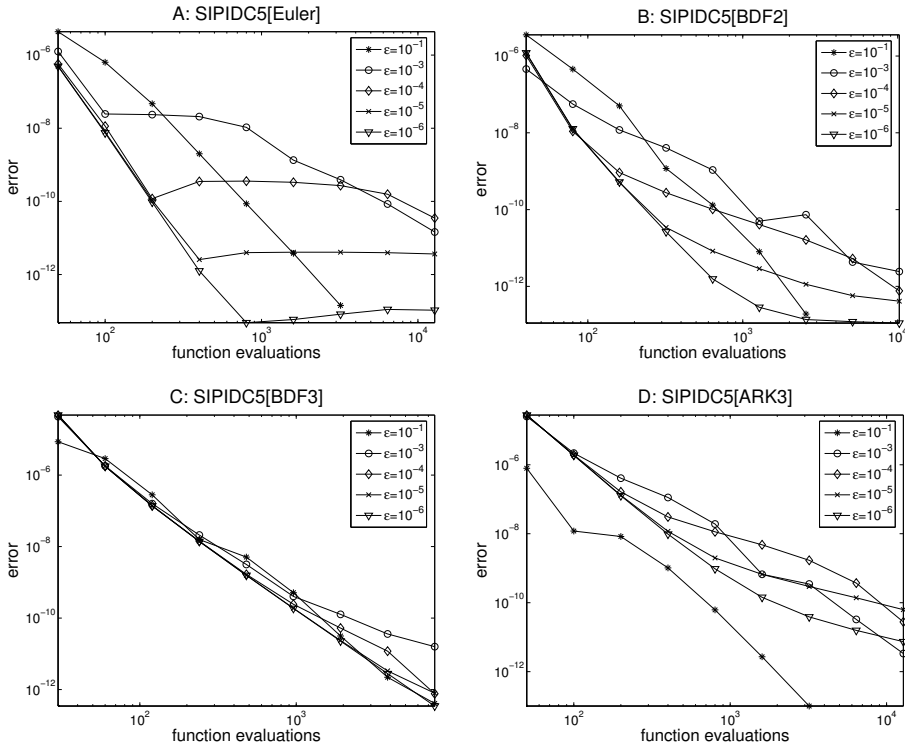 A: SIPIDC5[Euler]
10⁻⁶
10⁻⁸
10⁻¹⁰
10⁻¹²
error
10²
10³
10⁴
function evaluations
ε=10⁻¹
ε=10⁻³
ε=10⁻⁴
ε=10⁻⁵
ε=10⁻⁶
B: SIPIDC5[BDF2]
10⁻⁶
10⁻⁸
10⁻¹⁰
10⁻¹²
error
10²
10³
10⁴
function evaluations
ε=10⁻¹
ε=10⁻³
ε=10⁻⁴
ε=10⁻⁵
ε=10⁻⁶
C: SIPIDC5[BDF3]
10⁻⁶
10⁻⁸
10⁻¹⁰
10⁻¹²
error
10²
10³
function evaluations
ε=10⁻¹
ε=10⁻³
ε=10⁻⁴
ε=10⁻⁵
ε=10⁻⁶
D: SIPIDC5[ARK3]
10⁻⁶
10⁻⁸
10⁻¹⁰
10⁻¹²
error
10²
10³
10⁴
function evaluations
ε=10⁻¹
ε=10⁻³
ε=10⁻⁴
ε=10⁻⁵
ε=10⁻⁶